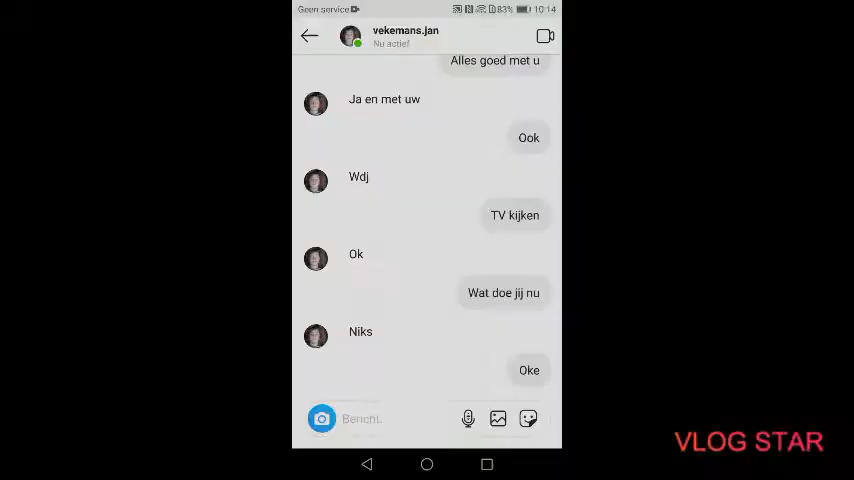 Geen service
83% 10:14
vekemans.jan
Nu actief
Alles goed met u
Ja en met uw
Ook
Wdj
TV kijken
Ok
Wat doe jij nu
Niks
Oke
Bericht.
VLOG STAR